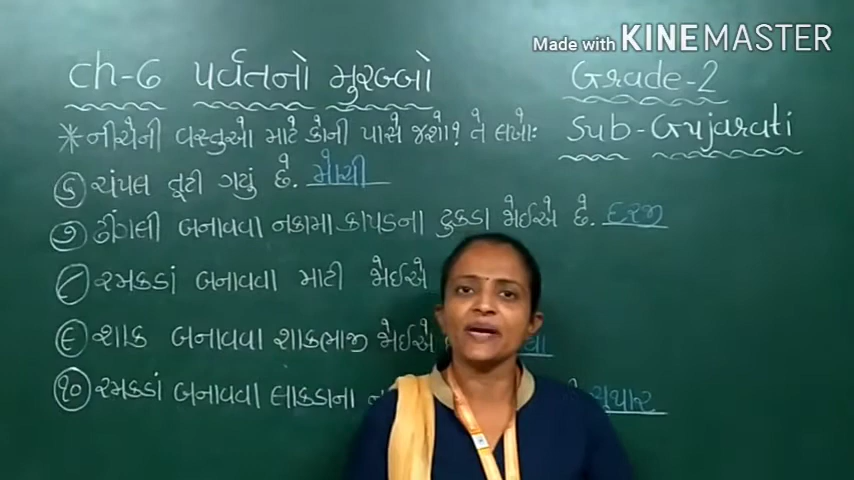 Made with KINEMASTER
Ch-6 પર્વતનો મુરબ્બો Grade-2
Sub-Gujarati
* નીચેની વસ્તુઓ માટે કોની પાસે જશો? તે લખો:
૬ ચંપલ તૂટી ગયું છે. મોચી
૭ ઢીંગલી બનાવવા નકામા કાપડના ટુકડા જોઈએ છે. દરજી
૮ રમકડાં બનાવવા માટી જોઈએ
૯ શાક બનાવવા શાકભાજી જોઈએ
૧૦ રમકડાં બનાવવા લાકડાના સુથાર